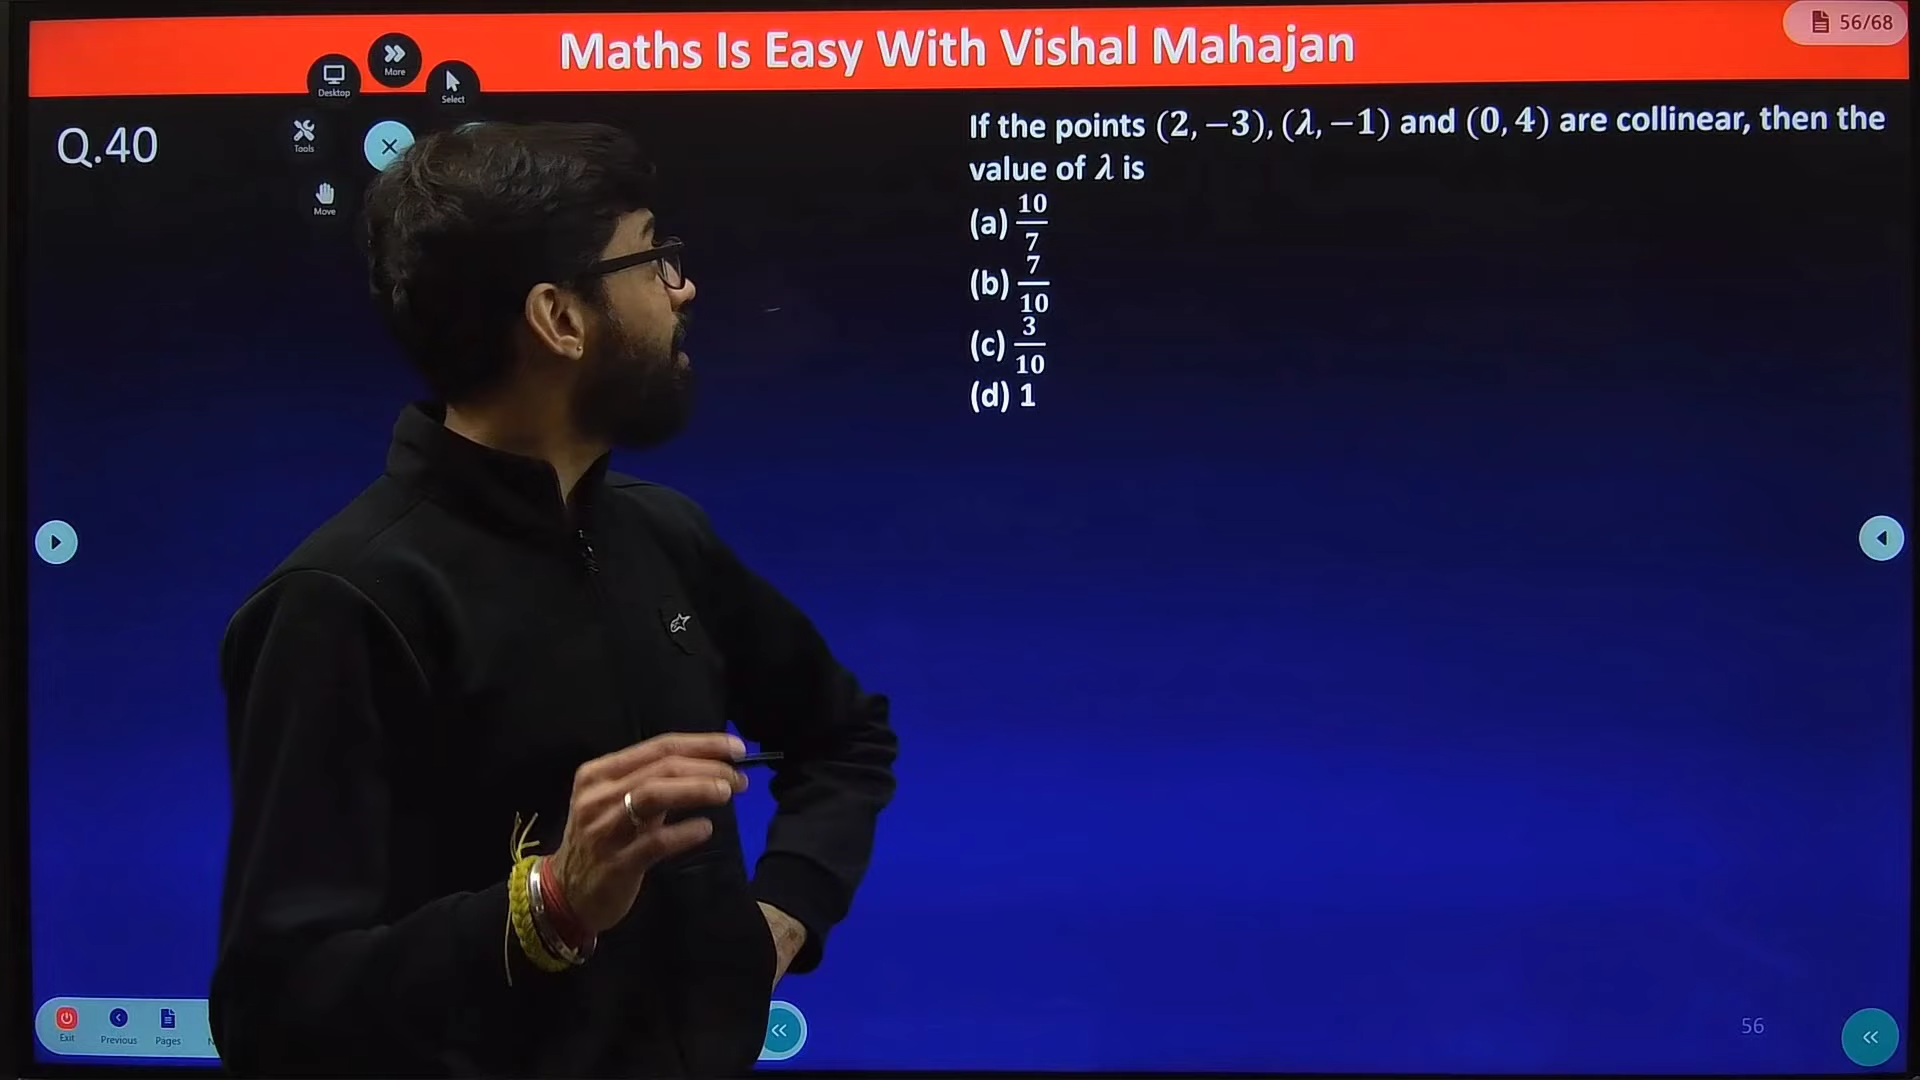 Maths Is Easy With Vishal Mahajan
56/68
More
Desktop
Select
Q.40
Tools
Move
If the points (2, −3), (λ, −1) and (0, 4) are collinear, then the
value of λ is
(a) 10/7
(b) 7/10
(c) 3/10
(d) 1
Exit
Previous
Pages
56